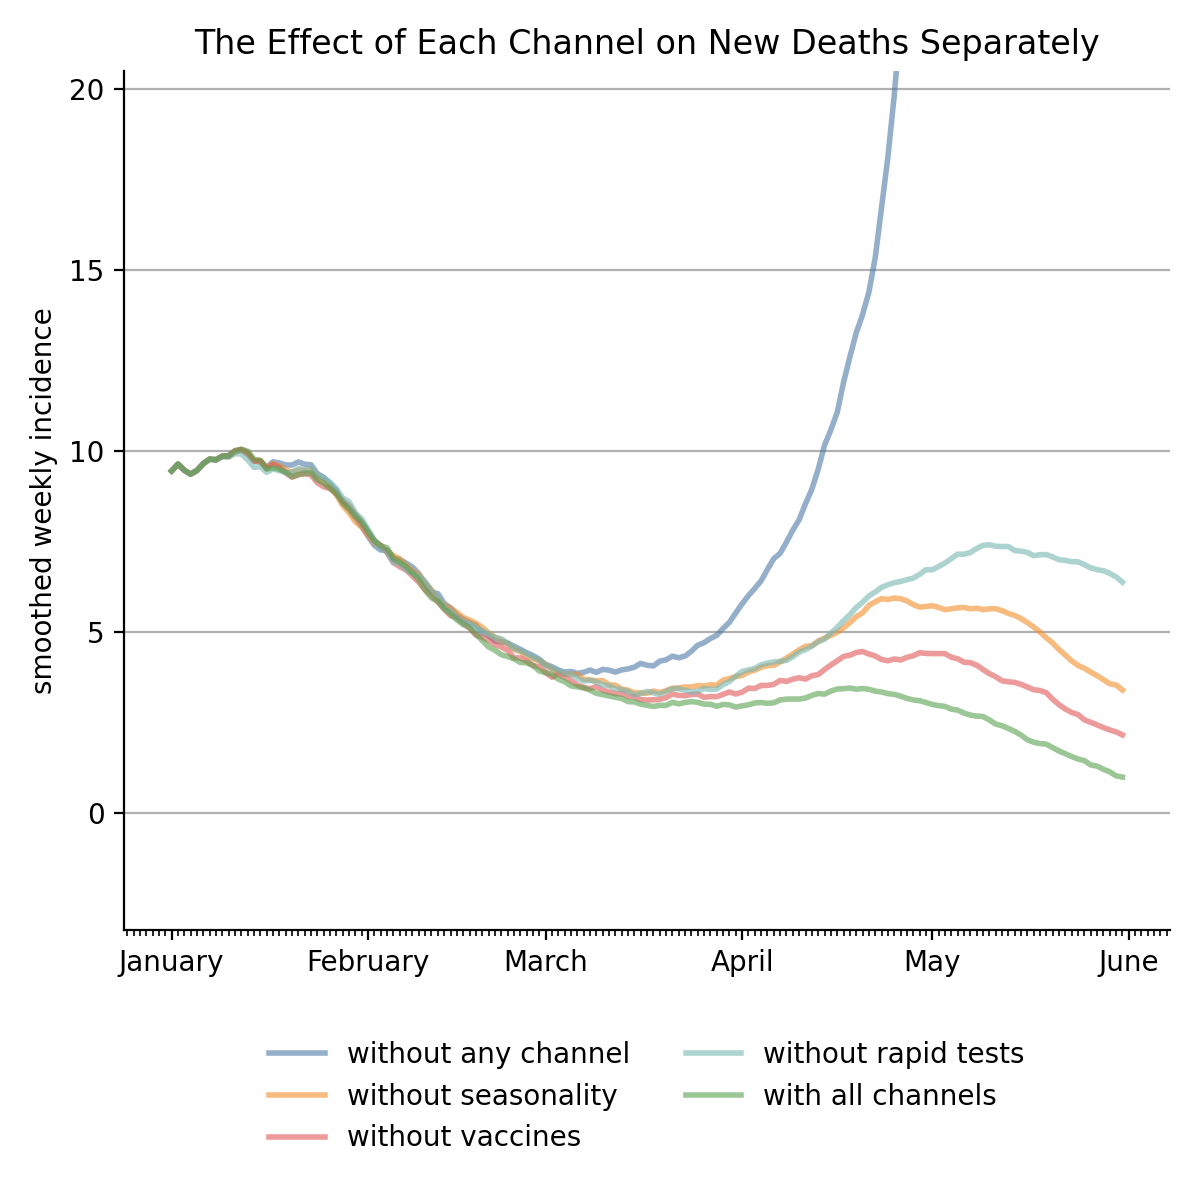 The Effect of Each Channel on New Deaths Separately
smoothed weekly incidence
20
15
10
5
0
January February March April May June
without any channel
without seasonality
without vaccines
without rapid tests
with all channels